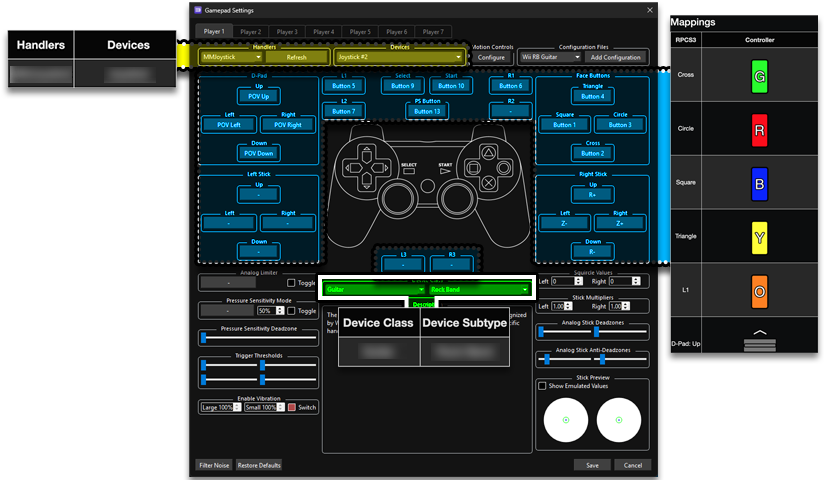 Gamepad Settings
Mappings
Player 1 Player 2 Player 3 Player 4 Player 5 Player 6 Player 7
RPCS3 Controller
Handlers Devices
Handlers Devices Motion Controls Configuration Files
MMJoystick Refresh Joystick #2 Configure Wii RB Guitar Add Configuration
D-Pad L1 Select Start R1 Face Buttons
Up Button 5 Button 9 Button 10 Button 6 Triangle
POV Up Button 4
L2 PS Button R2
Left Right Button 7 Button 13 - Square Circle
POV Left POV Right Button 1 Button 3
Down Cross
POV Down Button 2
SELECT START
Left Stick Right Stick
Up Up
- R+
Left Right Left Right
- - Z- Z+
Down L3 R3 Down
- - - R-
Cross G
Circle R
Square B
Triangle Y
L1 O
D-Pad: Up
Analog Limiter Squircle Values
- Toggle Left 0 Right 0
Guitar Rock Band
Pressure Sensitivity Mode Stick Multipliers
- 50% Toggle Left 1.00 Right 1.00
Device Class Device Subtype
Pressure Sensitivity Deadzone Analog Stick Deadzones
Trigger Thresholds Analog Stick Anti-Deadzones
Enable Vibration Stick Preview
Large 100% Small 100% Switch Show Emulated Values
Filter Noise Restore Defaults Save Cancel